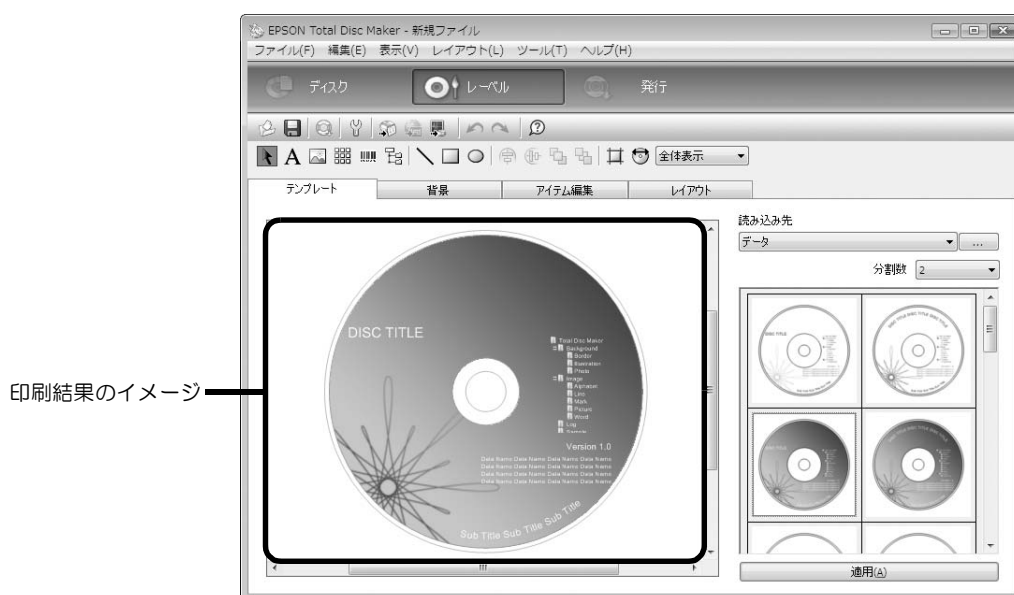 EPSON Total Disc Maker - 新規ファイル
ファイル(F) 編集(E) 表示(V) レイアウト(L) ツール(T) ヘルプ(H)
ディスク レーベル 発行
全体表示
テンプレート 背景 アイテム編集 レイアウト
読み込み先
データ ...
分割数 2
印刷結果のイメージ
DISC TITLE
Total Disc Maker
Background
Border
Illustration
Photo
Image
Alphabet
Line
Mark
Picture
Word
Log
Sample
Version 1.0
Data Name Data Name Data Name Data Name
Data Name Data Name Data Name Data Name
Data Name Data Name Data Name Data Name
Data Name Data Name Data Name Data Name
Sub Title Sub Title Sub Title
DISC TITLE
DISC TITLE
適用(A)